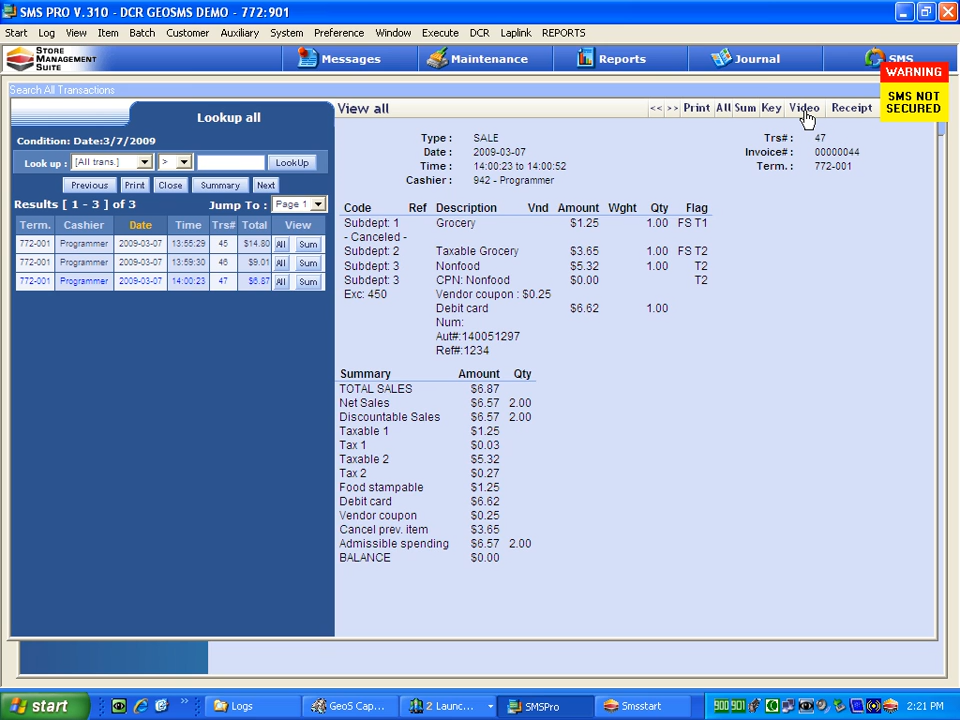 SMS PRO V.310 - DCR GEOSMS DEMO - 772:901
Start Log View Item Batch Customer Auxiliary System Preference Window Execute DCR Laplink REPORTS
STORE
MANAGEMENT
SUITE
Messages Maintenance Reports Journal SMS
WARNING
SMS NOT
SECURED
Search All Transactions
Lookup all
Condition: Date:3/7/2009
Look up : [All trans.] > LookUp
Previous Print Close Summary Next
Results [ 1 - 3 ] of 3 Jump To : Page 1
Term. Cashier Date Time Trs# Total View
772-001 Programmer 2009-03-07 13:55:29 45 $14.80 All Sum
772-001 Programmer 2009-03-07 13:59:30 46 $9.01 All Sum
772-001 Programmer 2009-03-07 14:00:23 47 $6.87 All Sum
View all << >> Print All Sum Key Video Receipt
Type : SALE Trs# : 47
Date : 2009-03-07 Invoice# : 00000044
Time : 14:00:23 to 14:00:52 Term. : 772-001
Cashier : 942 - Programmer
Code Ref Description Vnd Amount Wght Qty Flag
Subdept: 1 Grocery $1.25 1.00 FS T1
- Canceled -
Subdept: 2 Taxable Grocery $3.65 1.00 FS T2
Subdept: 3 Nonfood $5.32 1.00 T2
Subdept: 3 CPN: Nonfood $0.00 T2
Exc: 450 Vendor coupon : $0.25
Debit card $6.62 1.00
Num:
Aut#:140051297
Ref#:1234
Summary Amount Qty
TOTAL SALES $6.87
Net Sales $6.57 2.00
Discountable Sales $6.57 2.00
Taxable 1 $1.25
Tax 1 $0.03
Taxable 2 $5.32
Tax 2 $0.27
Food stampable $1.25
Debit card $6.62
Vendor coupon $0.25
Cancel prev. item $3.65
Admissible spending $6.57 2.00
BALANCE $0.00
start Logs GeoS Cap... 2 Launc... SMSPro Smsstart 900 901 2:21 PM